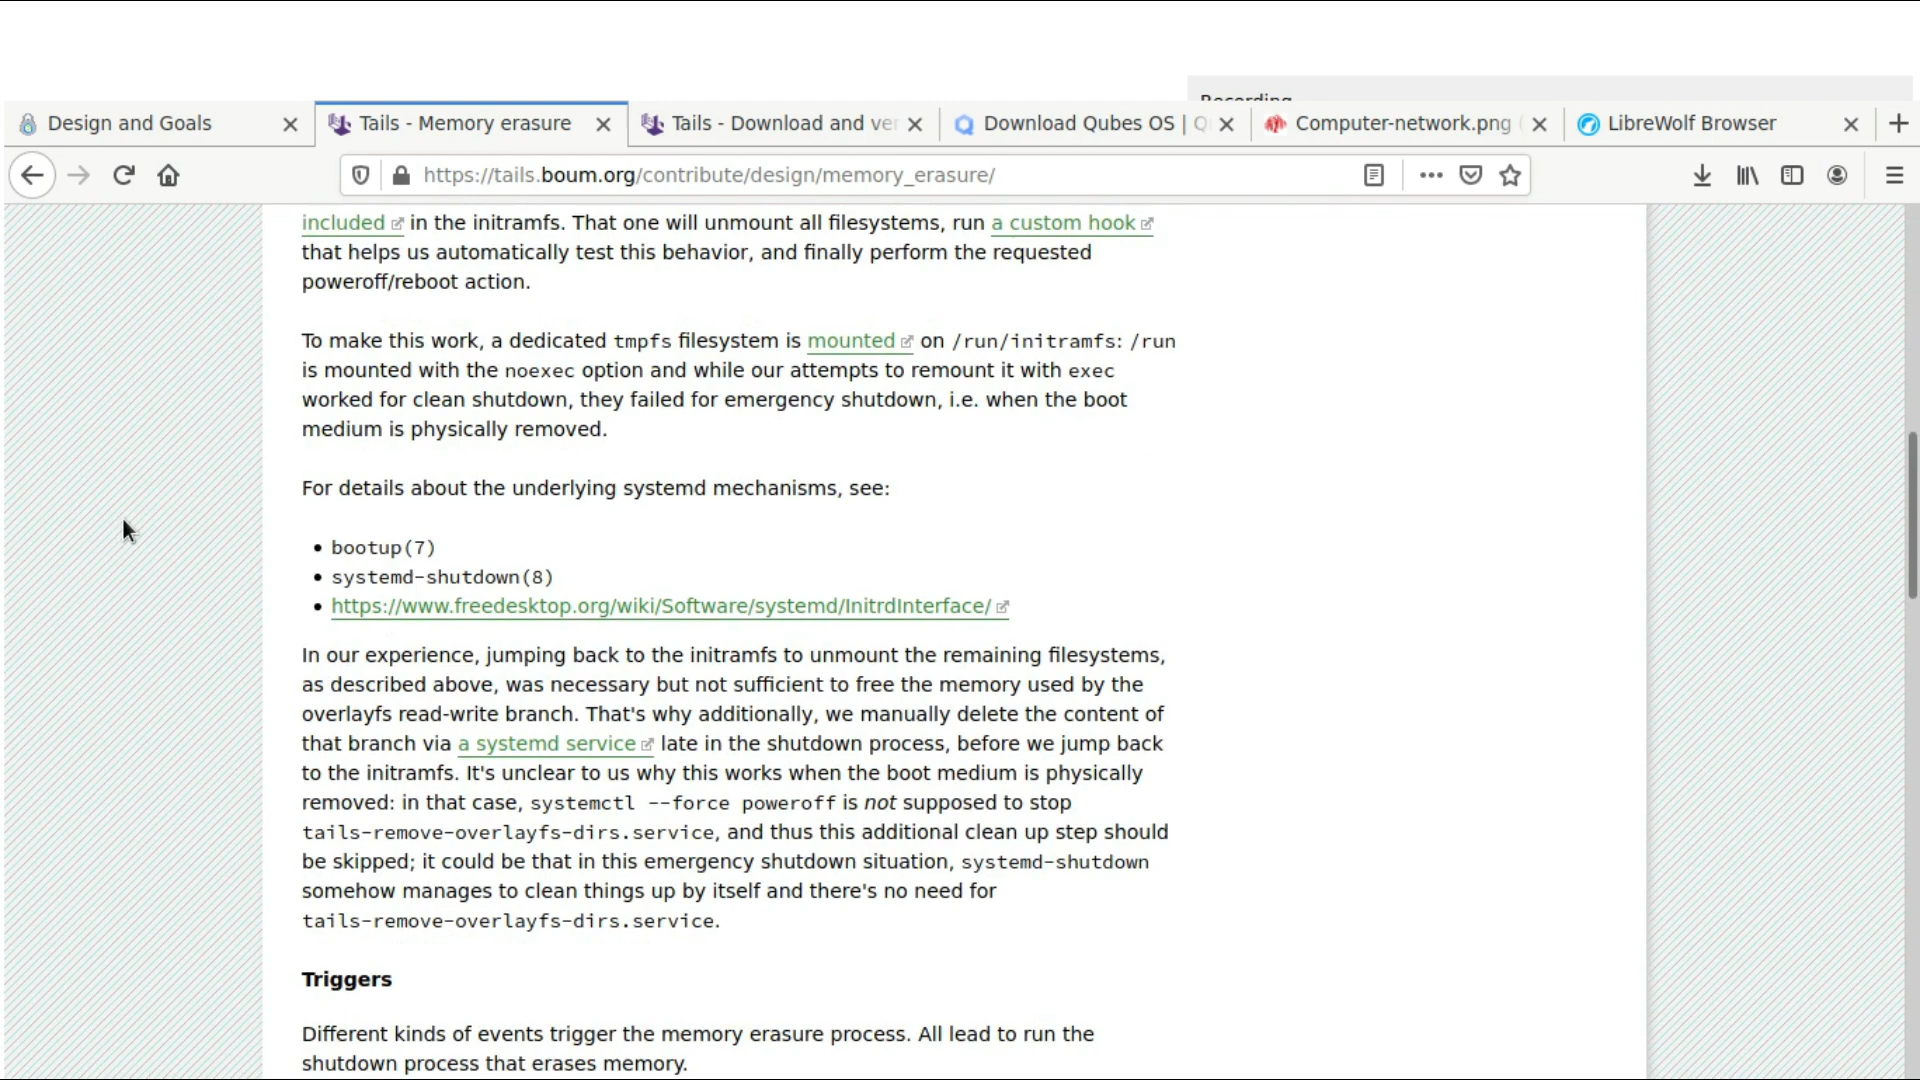 Recording
Design and Goals
Tails - Memory erasure
Tails - Download and ver
Download Qubes OS | Q
Computer-network.png (
LibreWolf Browser
https://tails.boum.org/contribute/design/memory_erasure/
included in the initramfs. That one will unmount all filesystems, run a custom hook
that helps us automatically test this behavior, and finally perform the requested
poweroff/reboot action.
To make this work, a dedicated tmpfs filesystem is mounted on /run/initramfs: /run
is mounted with the noexec option and while our attempts to remount it with exec
worked for clean shutdown, they failed for emergency shutdown, i.e. when the boot
medium is physically removed.
For details about the underlying systemd mechanisms, see:
• bootup(7)
• systemd-shutdown(8)
• https://www.freedesktop.org/wiki/Software/systemd/InitrdInterface/
In our experience, jumping back to the initramfs to unmount the remaining filesystems,
as described above, was necessary but not sufficient to free the memory used by the
overlayfs read-write branch. That's why additionally, we manually delete the content of
that branch via a systemd service late in the shutdown process, before we jump back
to the initramfs. It's unclear to us why this works when the boot medium is physically
removed: in that case, systemctl --force poweroff is not supposed to stop
tails-remove-overlayfs-dirs.service, and thus this additional clean up step should
be skipped; it could be that in this emergency shutdown situation, systemd-shutdown
somehow manages to clean things up by itself and there's no need for
tails-remove-overlayfs-dirs.service.
Triggers
Different kinds of events trigger the memory erasure process. All lead to run the
shutdown process that erases memory.